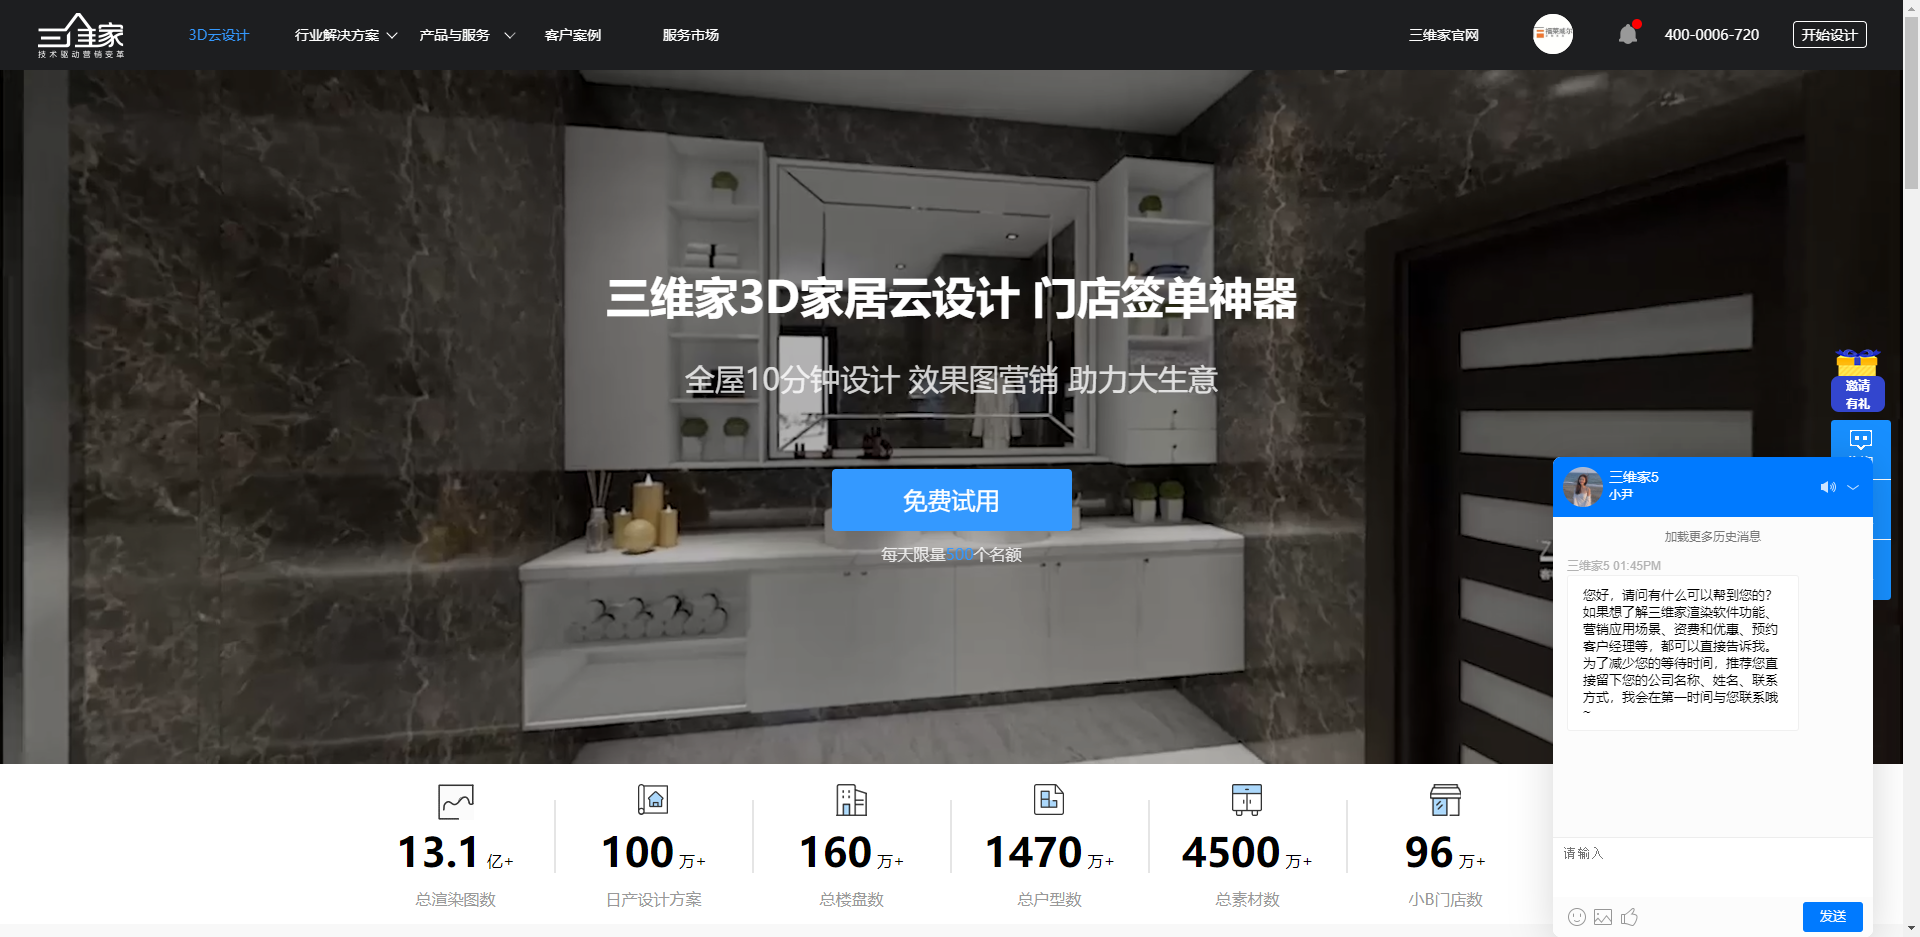 三维家
技术驱动营销变革
3D云设计
行业解决方案
产品与服务
客户案例
服务市场
三维家官网
400-0006-720
开始设计
三维家3D家居云设计 门店签单神器
全屋10分钟设计 效果图营销 助力大生意
免费试用
每天限量500个名额
邀请
有礼
三维家5
小尹
加载更多历史消息
三维家5 01:45PM
您好，请问有什么可以帮到您的？
如果想了解三维家渲染软件功能、
营销应用场景、资费和优惠、预约
客户经理等，都可以直接告诉我。
为了减少您的等待时间，推荐您直
接留下您的公司名称、姓名、联系
方式，我会在第一时间与您联系哦
~
请输入
发送
13.1 亿+
总渲染图数
100 万+
日产设计方案
160 万+
总楼盘数
1470 万+
总户型数
4500 万+
总素材数
96 万+
小B门店数